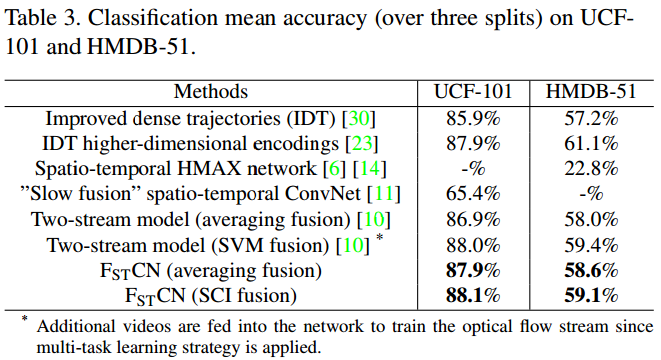 Table 3. Classification mean accuracy (over three splits) on UCF-
101 and HMDB-51.
Methods UCF-101 HMDB-51
Improved dense trajectories (IDT) [30] 85.9% 57.2%
IDT higher-dimensional encodings [23] 87.9% 61.1%
Spatio-temporal HMAX network [6] [14] -% 22.8%
”Slow fusion” spatio-temporal ConvNet [11] 65.4% -%
Two-stream model (averaging fusion) [10] 86.9% 58.0%
Two-stream model (SVM fusion) [10] * 88.0% 59.4%
FSTCN (averaging fusion) 87.9% 58.6%
FSTCN (SCI fusion) 88.1% 59.1%
* Additional videos are fed into the network to train the optical flow stream since
multi-task learning strategy is applied.